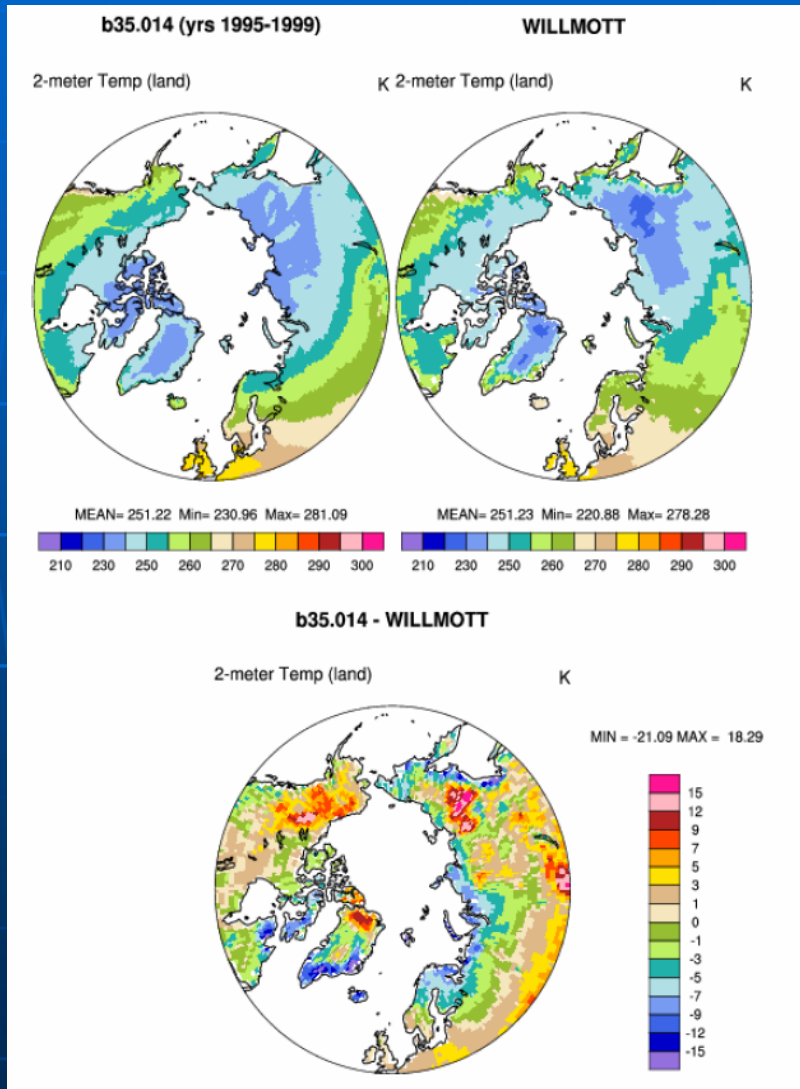 b35.014 (yrs 1995-1999) WILLMOTT
2-meter Temp (land) K 2-meter Temp (land) K
MEAN= 251.22 Min= 230.96 Max= 281.09 MEAN= 251.23 Min= 220.88 Max= 278.28
210 230 250 260 270 280 290 300 210 230 250 260 270 280 290 300
b35.014 - WILLMOTT
2-meter Temp (land) K
MIN = -21.09 MAX = 18.29
15
12
9
7
5
3
1
0
-1
-3
-5
-7
-9
-12
-15